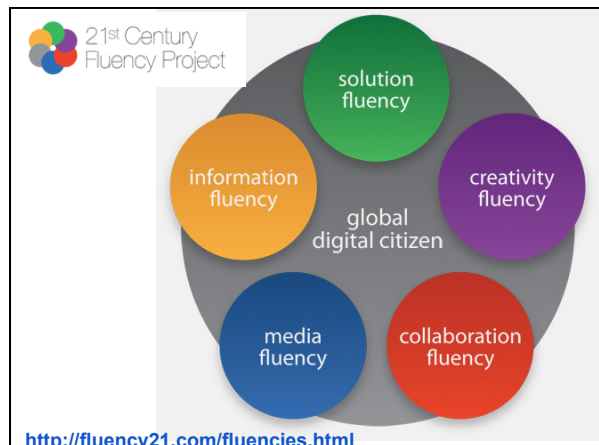 21st Century
Fluency Project
solution
fluency
information
fluency
creativity
fluency
global
digital citizen
media
fluency
collaboration
fluency
http://fluency21.com/fluencies.html